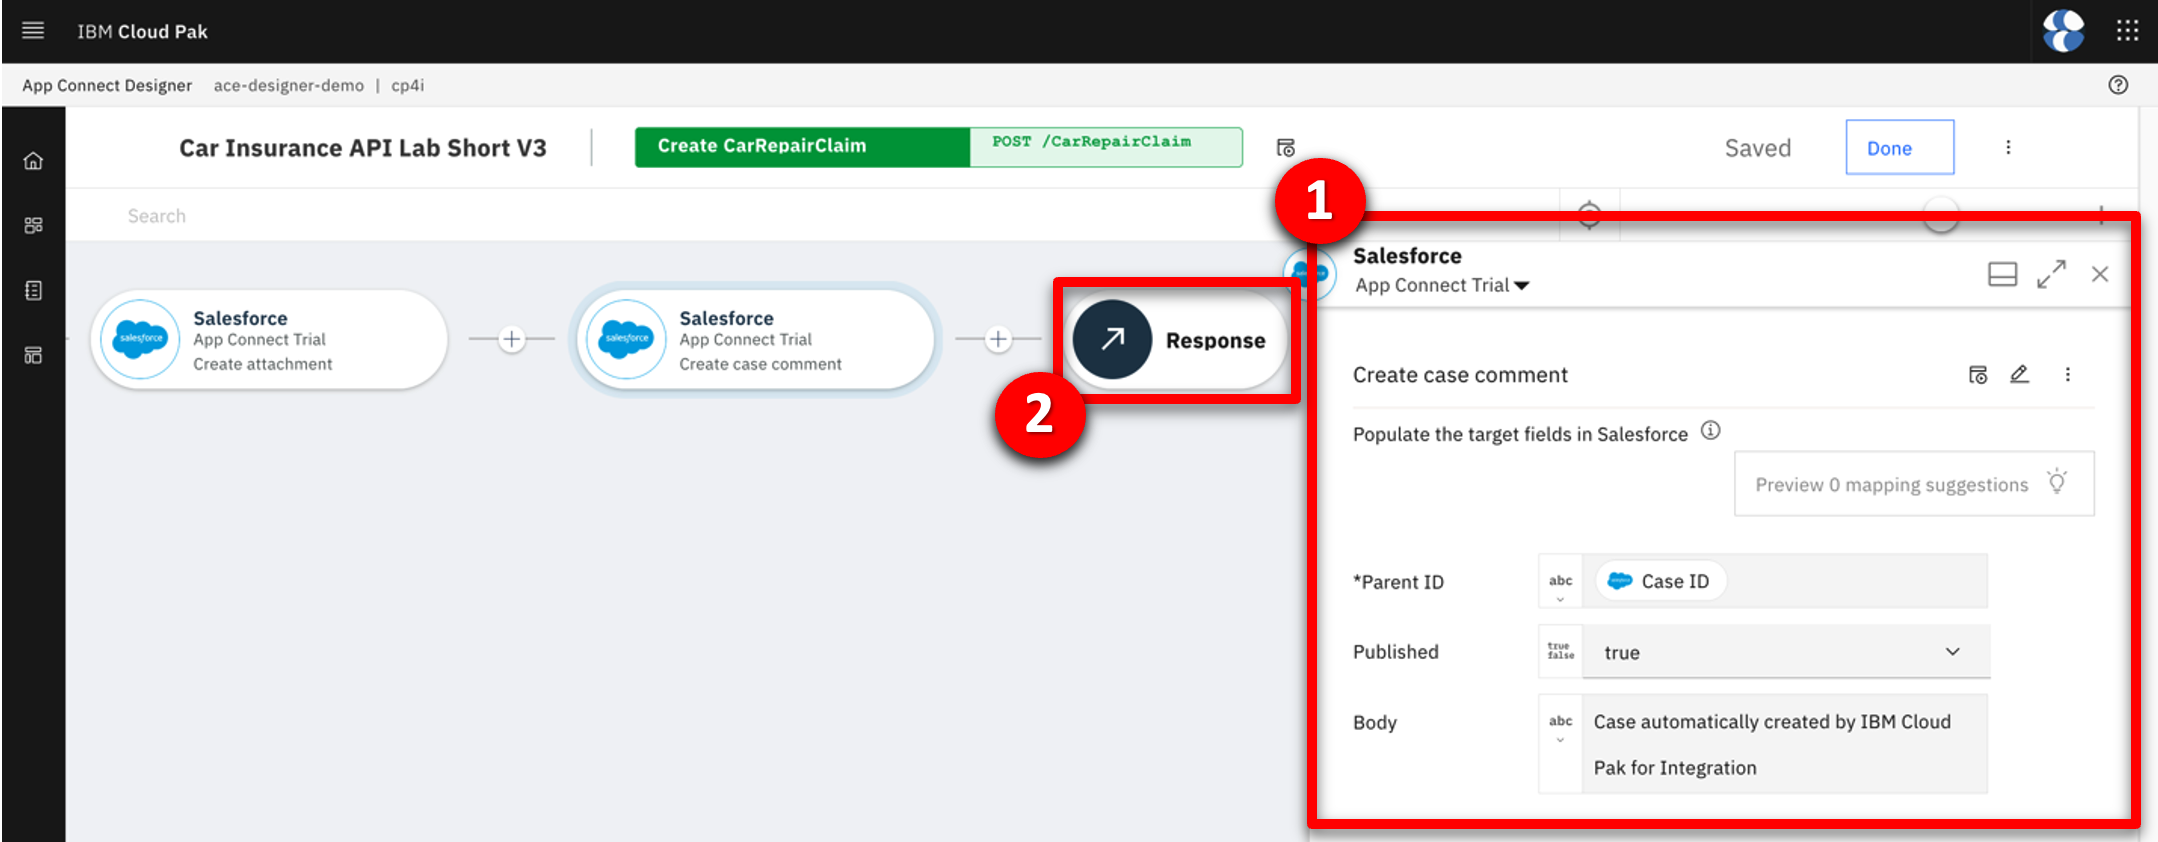 IBM Cloud Pak
App Connect Designer ace-designer-demo | cp4i
Car Insurance API Lab Short V3
Create CarRepairClaim
POST /CarRepairClaim
Saved
Done
Search
1
Salesforce
App Connect Trial
salesforce
Salesforce
App Connect Trial
Create attachment
salesforce
Salesforce
App Connect Trial
Create case comment
Response
2
Create case comment
Populate the target fields in Salesforce
Preview 0 mapping suggestions
*Parent ID
abc
Case ID
Published
true
false
true
Body
abc
Case automatically created by IBM Cloud
Pak for Integration